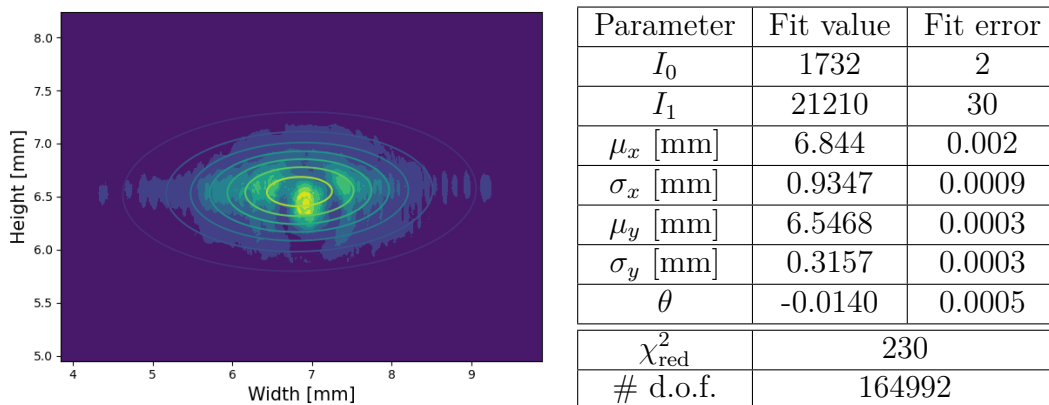 8.0
7.5
7.0
6.5
6.0
5.5
5.0
Height [mm]
4 5 6 7 8 9
Width [mm]
Parameter Fit value Fit error
I₀ 1732 2
I₁ 21210 30
μₓ [mm] 6.844 0.002
σₓ [mm] 0.9347 0.0009
μ_y [mm] 6.5468 0.0003
σ_y [mm] 0.3157 0.0003
θ -0.0140 0.0005
χ²_red 230
# d.o.f. 164992